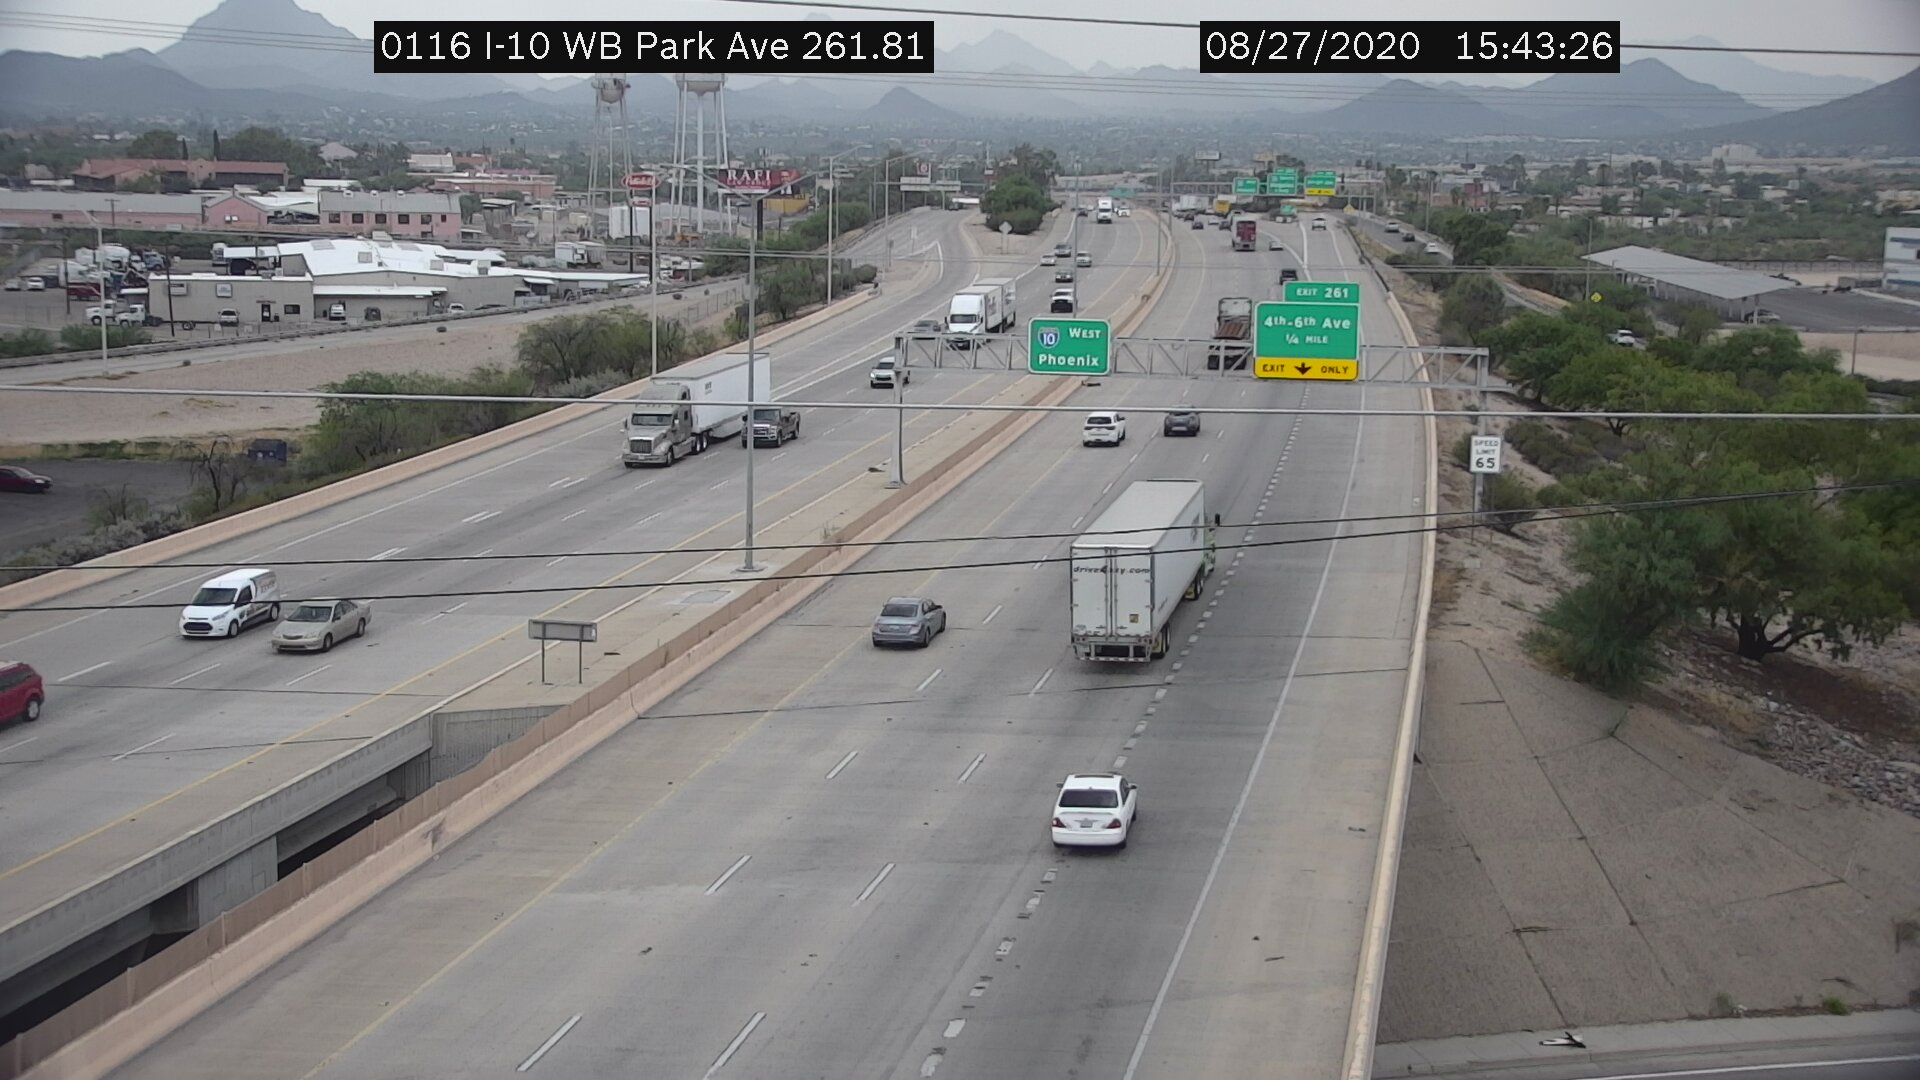 0116 I-10 WB Park Ave 261.81
08/27/2020 15:43:26
RAFI
EXIT 261
4th-6th Ave
1/4 MILE
EXIT ONLY
10 WEST
Phoenix
SPEED
LIMIT
65